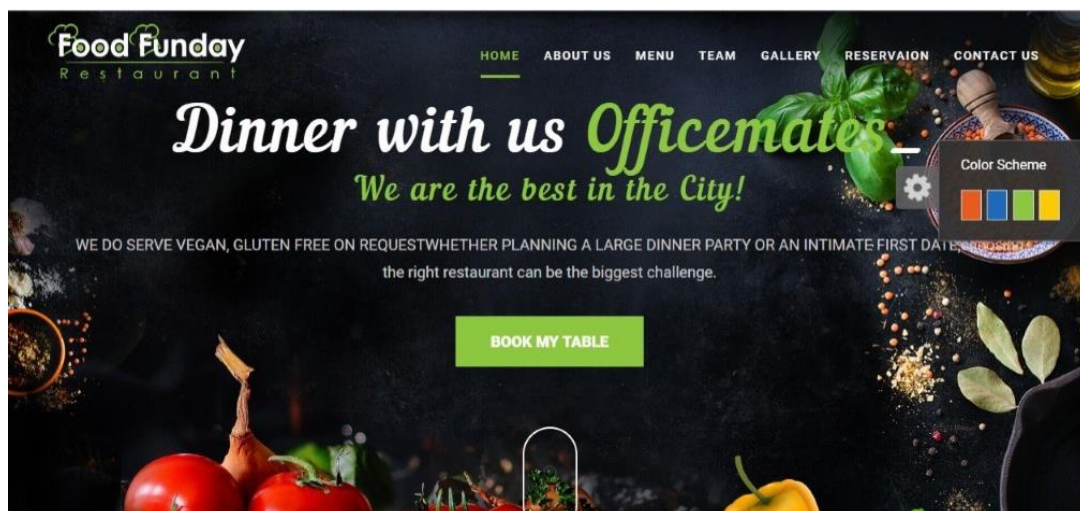 Food Funday
Restaurant
HOME ABOUT US MENU TEAM GALLERY RESERVAION CONTACT US
Dinner with us Officemates_
We are the best in the City!
Color Scheme
WE DO SERVE VEGAN, GLUTEN FREE ON REQUESTWHETHER PLANNING A LARGE DINNER PARTY OR AN INTIMATE FIRST DATE,
the right restaurant can be the biggest challenge.
BOOK MY TABLE